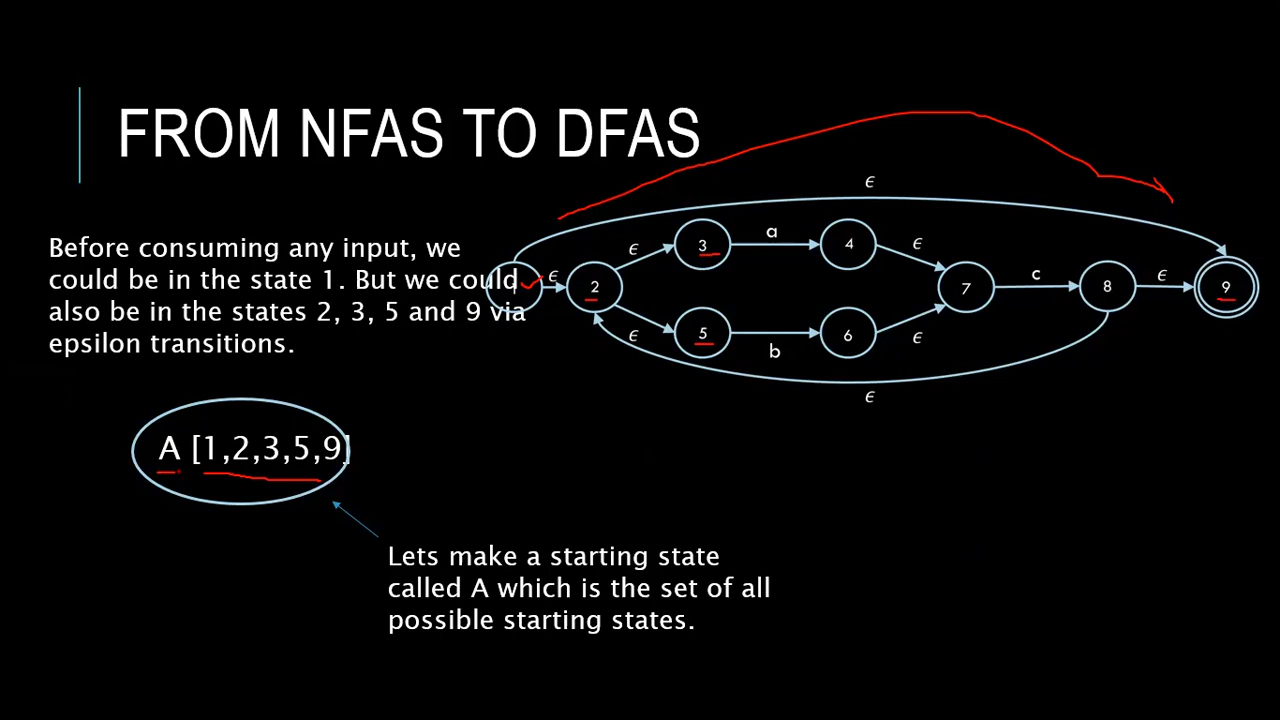 FROM NFAS TO DFAS
Before consuming any input, we
could be in the state 1. But we could
also be in the states 2, 3, 5 and 9 via
epsilon transitions.
ϵ
ϵ
2
ϵ
3
a
4
ϵ
ϵ
5
b
6
ϵ
7
c
8
ϵ
9
ϵ
A [1,2,3,5,9]
Lets make a starting state
called A which is the set of all
possible starting states.